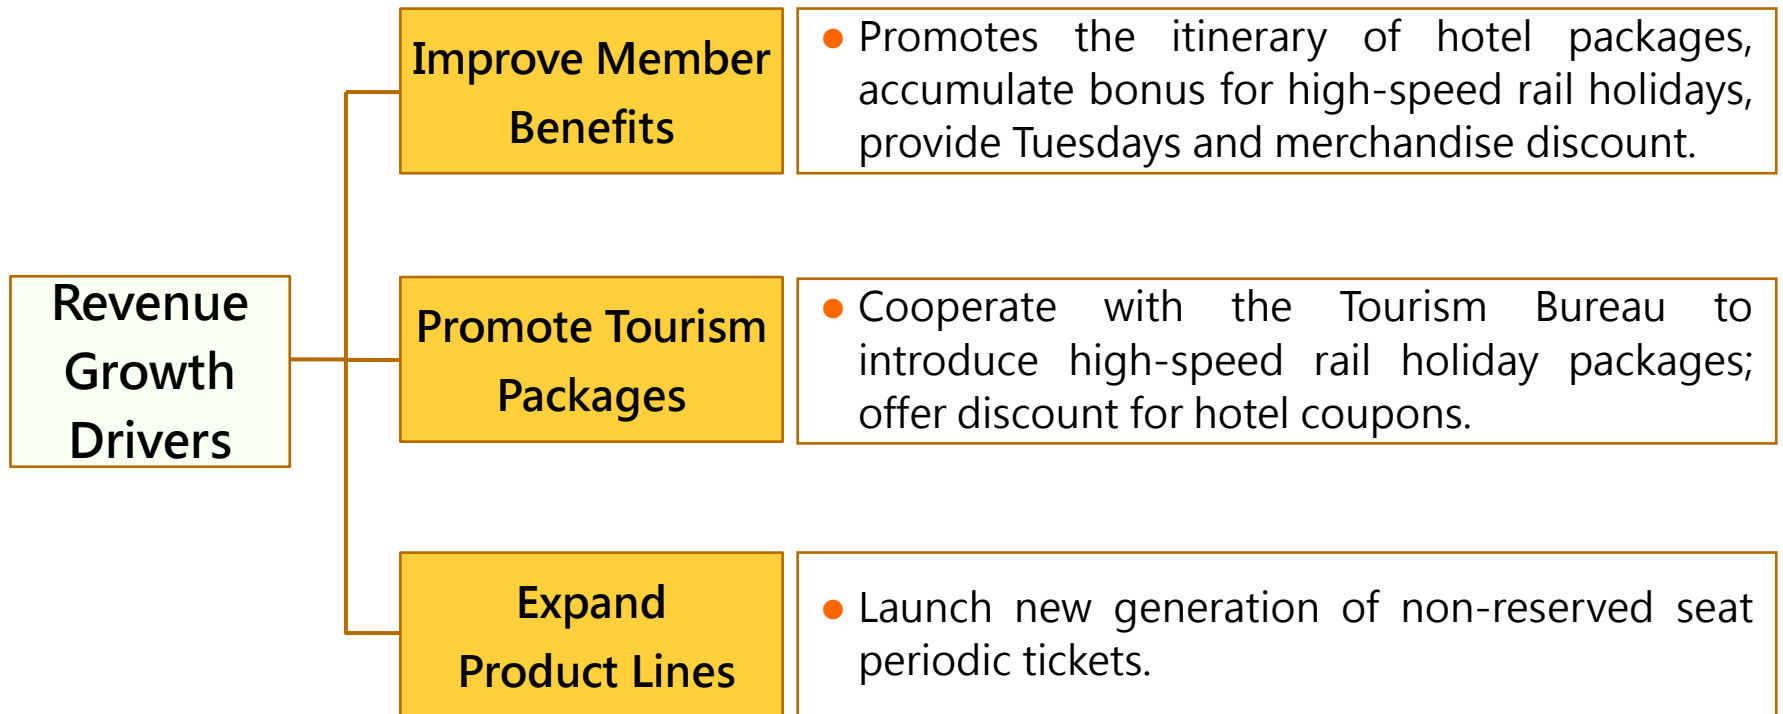 Revenue
Growth
Drivers
Improve Member
Benefits
● Promotes the itinerary of hotel packages,
accumulate bonus for high-speed rail holidays,
provide Tuesdays and merchandise discount.
Promote Tourism
Packages
● Cooperate with the Tourism Bureau to
introduce high-speed rail holiday packages;
offer discount for hotel coupons.
Expand
Product Lines
● Launch new generation of non-reserved seat
periodic tickets.